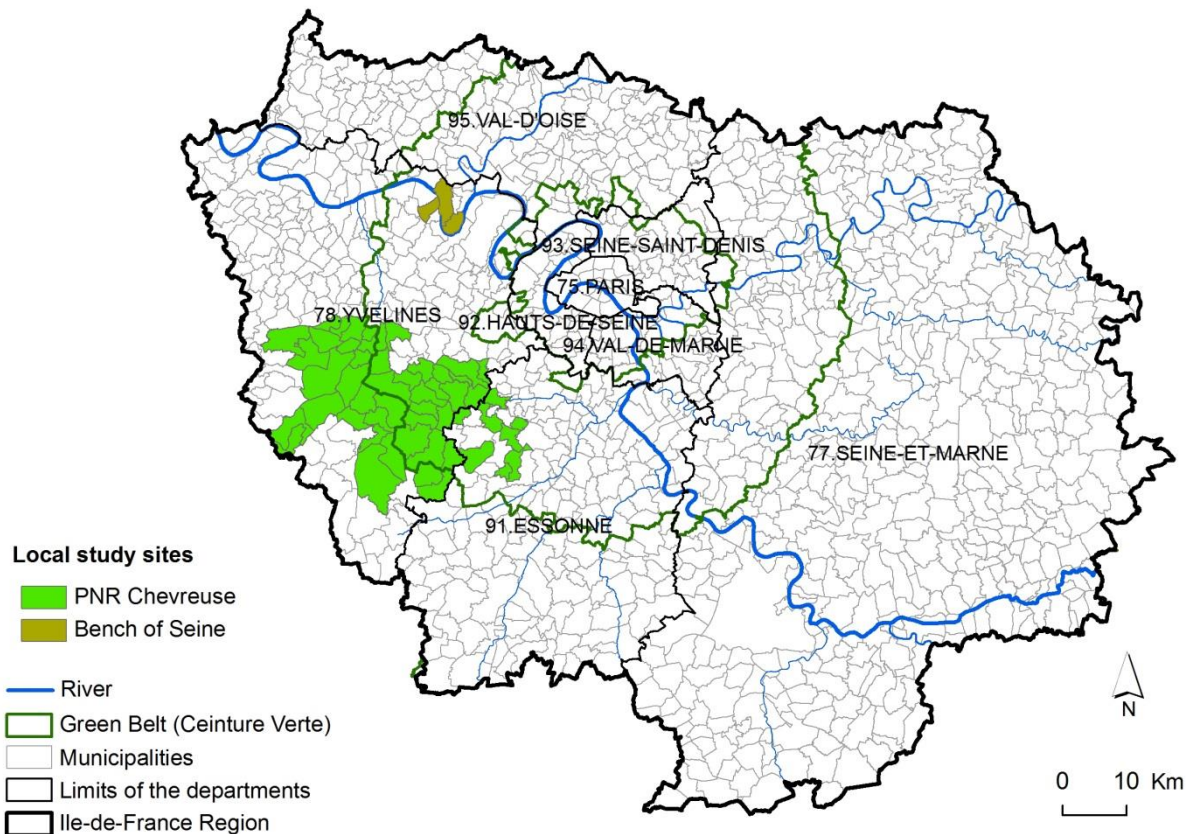 95.VAL-D'OISE
93.SEINE-SAINT-DENIS
75.PARIS
78.YVELINES
92.HAUTS-DE-SEINE
94.VAL-DE-MARNE
77.SEINE-ET-MARNE
91.ESSONNE
Local study sites
PNR Chevreuse
Bench of Seine
River
Green Belt (Ceinture Verte)
Municipalities
Limits of the departments
Ile-de-France Region
N
0 10 Km